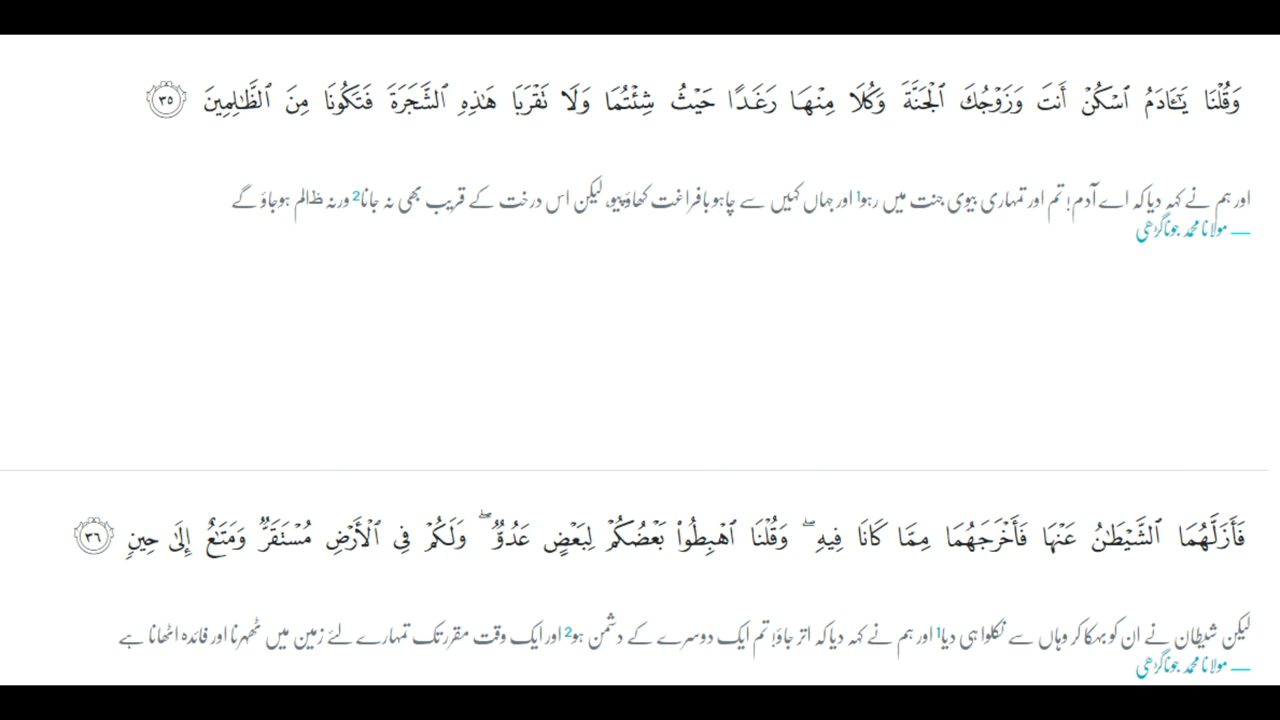 وَقُلْنَا يَـٰٓـَٔادَمُ ٱسْكُنْ أَنتَ وَزَوْجُكَ ٱلْجَنَّةَ وَكُلَا مِنْهَا رَغَدًا حَيْثُ شِئْتُمَا وَلَا تَقْرَبَا هَـٰذِهِ ٱلشَّجَرَةَ فَتَكُونَا مِنَ ٱلظَّـٰلِمِينَ ٣٥
اور ہم نے کہہ دیا کہ اے آدم! تم اور تمہاری بیوی جنت میں رہو1 اور جہاں کہیں سے چاہو بافراغت کھاؤ پیو، لیکن اس درخت کے قریب بھی نہ جانا2 ورنہ ﻇالم ہوجاؤ گے
— مولانا محمد جوناگڑھی
فَأَزَلَّهُمَا ٱلشَّيْطَـٰنُ عَنْهَا فَأَخْرَجَهُمَا مِمَّا كَانَا فِيهِ ۖ وَقُلْنَا ٱهْبِطُوا۟ بَعْضُكُمْ لِبَعْضٍ عَدُوٌّۭ ۖ وَلَكُمْ فِى ٱلْأَرْضِ مُسْتَقَرٌّۭ وَمَتَـٰعٌ إِلَىٰ حِينٍۢ ٣٦
لیکن شیطان نے ان کو بہکا کر وہاں سے نکلوا ہی دیا1 اور ہم نے کہہ دیا کہ اتر جاؤ! تم ایک دوسرے کے دشمن ہو2 اور ایک وقت مقرر تک تمہارے لئے زمین میں ٹھہرنا اور فائده اٹھانا ہے
— مولانا محمد جوناگڑھی